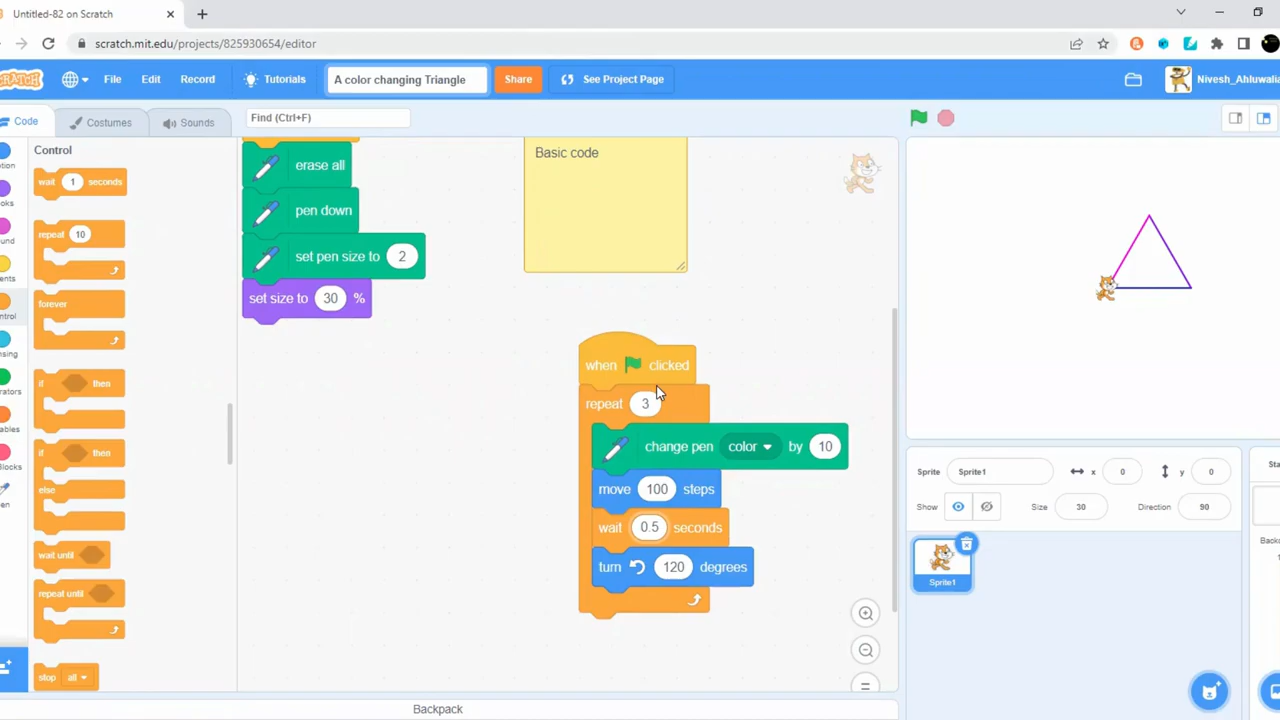 Untitled-82 on Scratch
scratch.mit.edu/projects/825930654/editor
SCRATCH File Edit Record Tutorials A color changing Triangle Share See Project Page Nivesh_Ahluwalia
Code Costumes Sounds Find (Ctrl+F)
Control
wait 1 seconds
repeat 10
forever
if then
if then
else
wait until
repeat until
stop all
erase all
pen down
set pen size to 2
set size to 30 %
Basic code
when clicked
repeat 3
change pen color by 10
move 100 steps
wait 0.5 seconds
turn 120 degrees
Sprite Sprite1 x 0 y 0
Show Size 30 Direction 90
Sprite1
Backpack